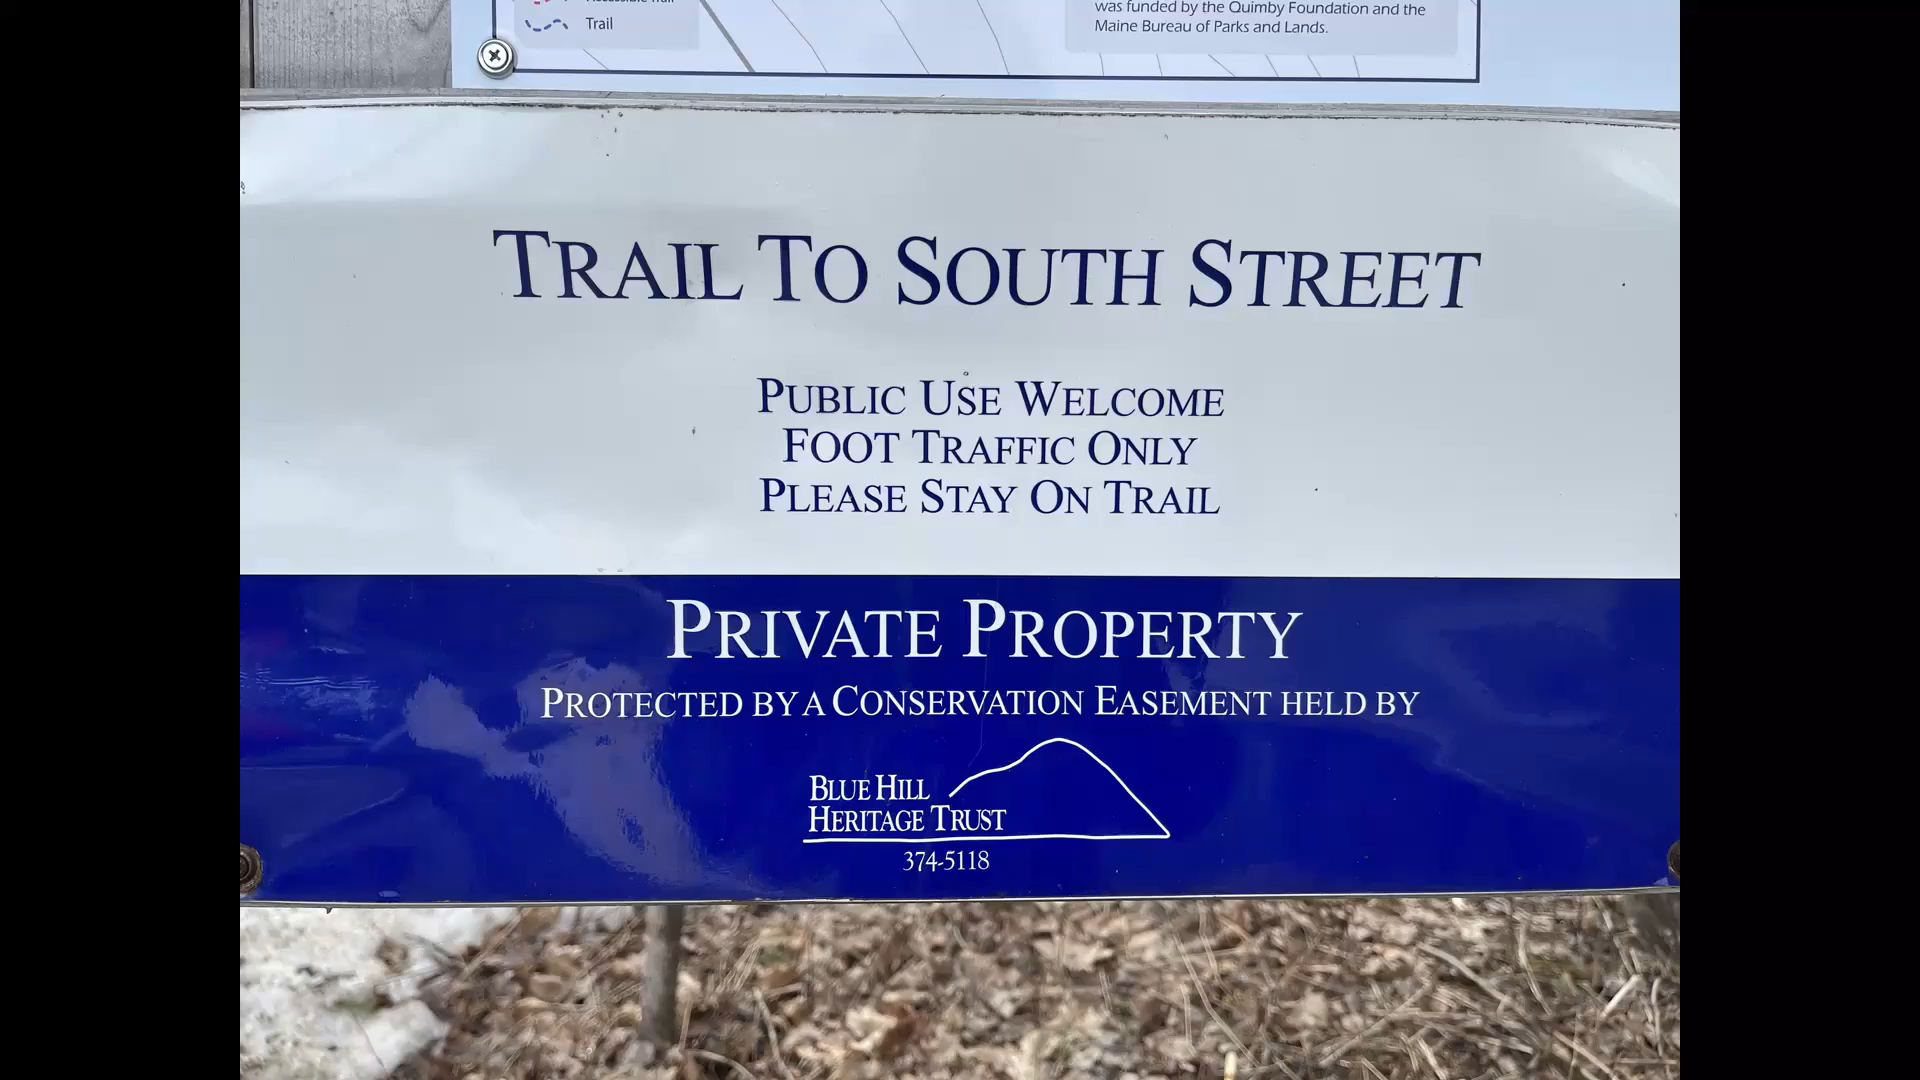 Trail
was funded by the Quimby Foundation and the
Maine Bureau of Parks and Lands.
TRAIL TO SOUTH STREET
PUBLIC USE WELCOME
FOOT TRAFFIC ONLY
PLEASE STAY ON TRAIL
PRIVATE PROPERTY
PROTECTED BY A CONSERVATION EASEMENT HELD BY
BLUE HILL
HERITAGE TRUST
374-5118